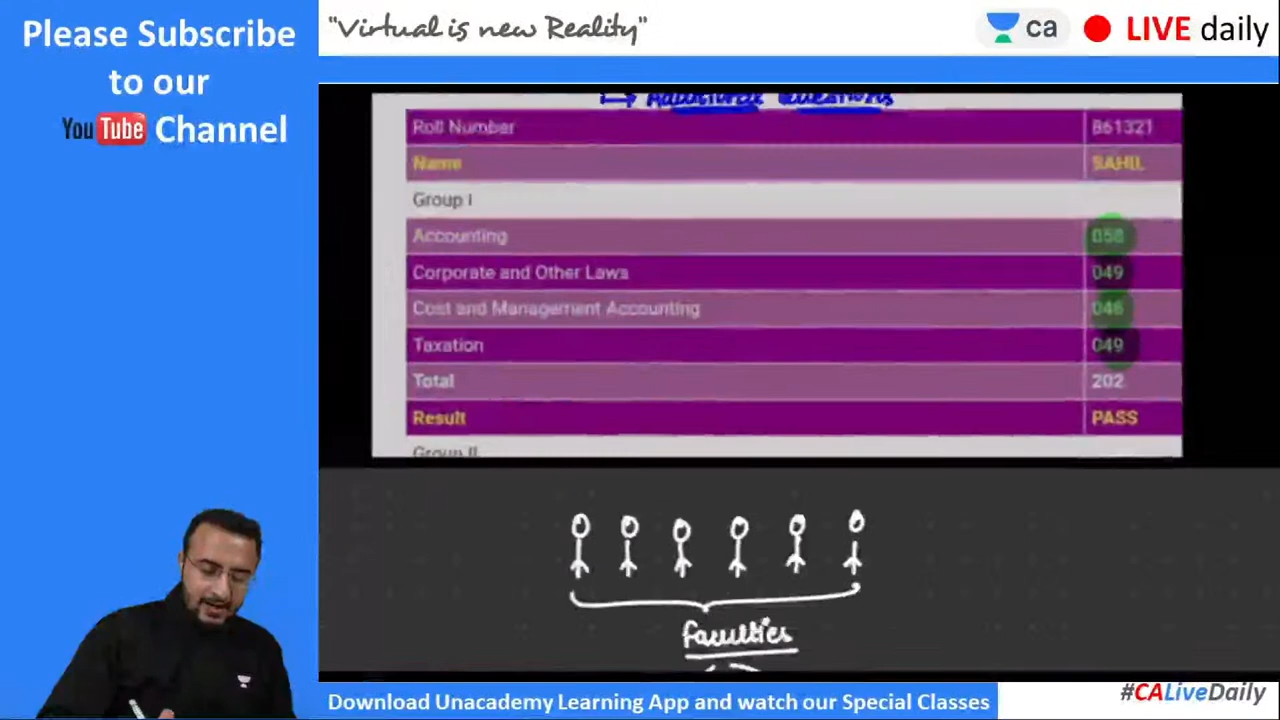 Please Subscribe
to our
YouTube Channel
"Virtual is new Reality"
ca
LIVE daily
Roll Number 861321
Name SAHIL
Group I
Accounting 058
Corporate and Other Laws 049
Cost and Management Accounting 046
Taxation 049
Total 202
Result PASS
Group II
faculties
Download Unacademy Learning App and watch our Special Classes
#CALiveDaily